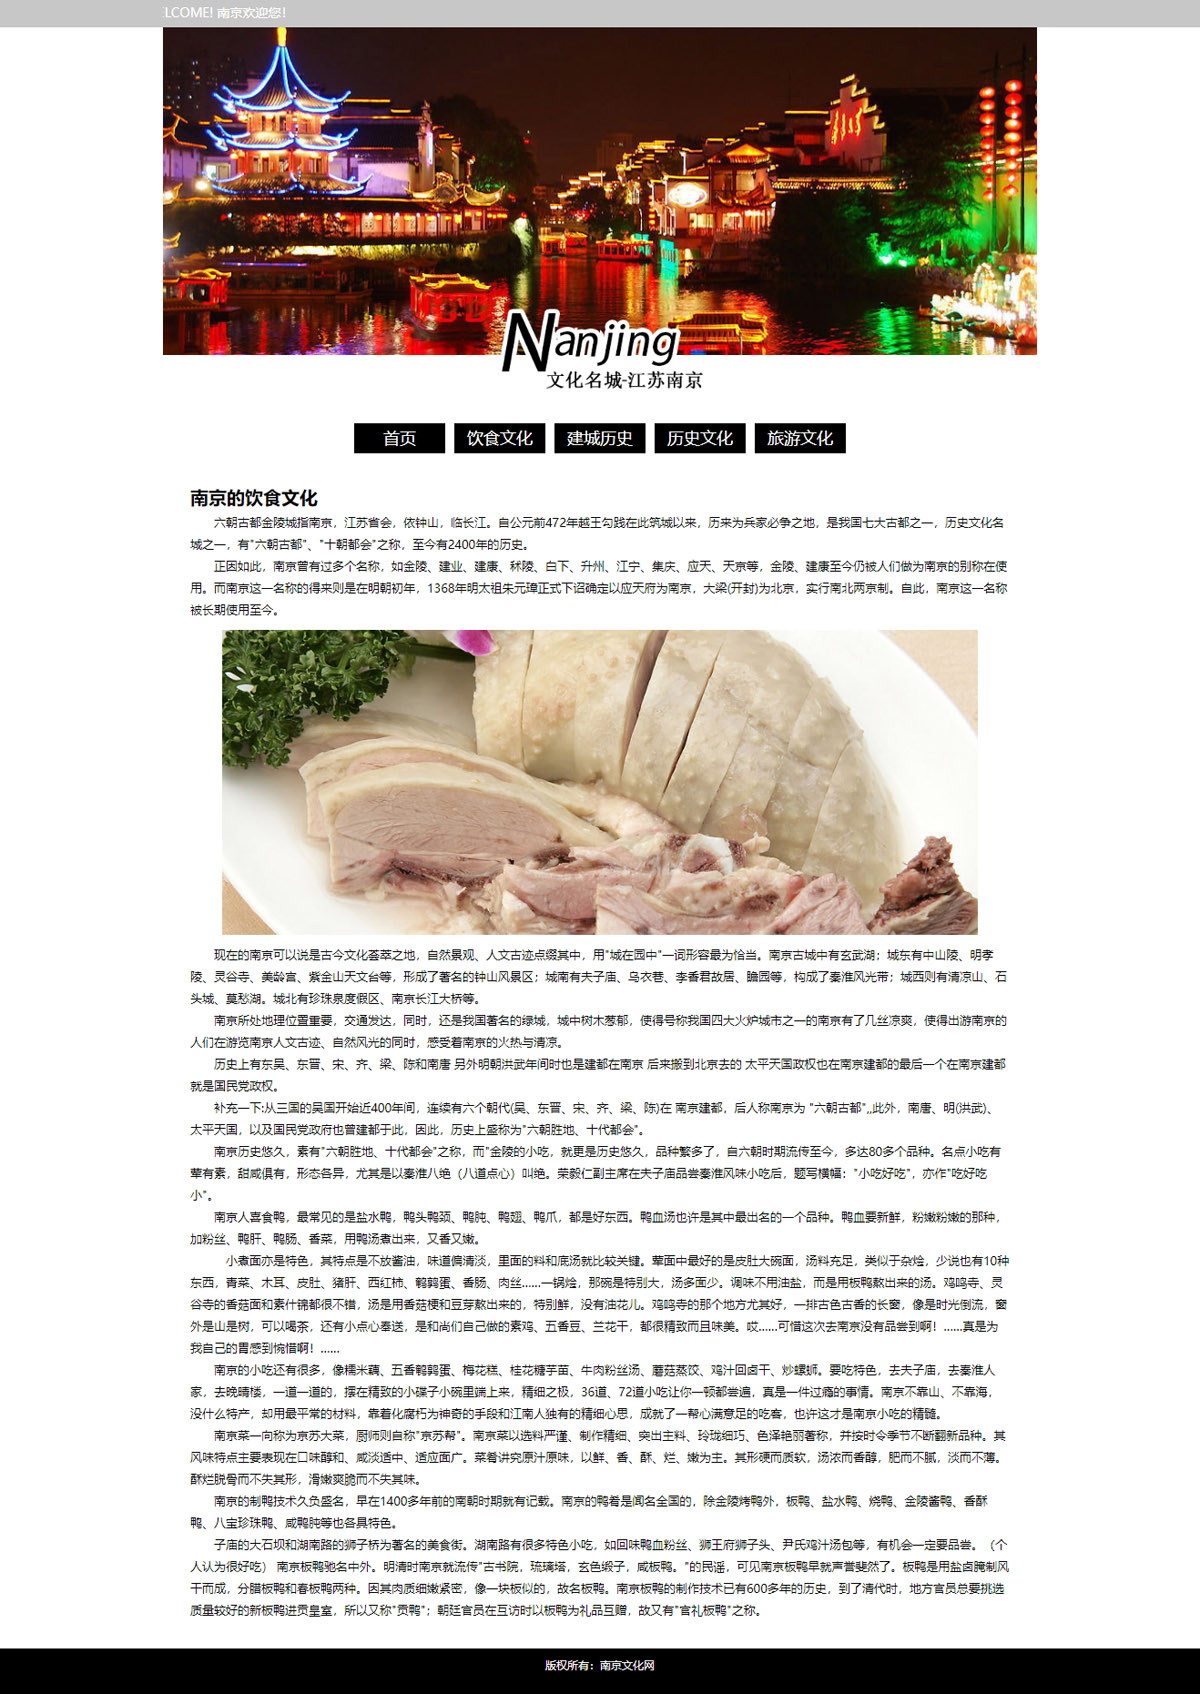 ELCOME! 南京欢迎您!
Nanjing
文化名城-江苏南京
首页 饮食文化 建城历史 历史文化 旅游文化
南京的饮食文化
六朝古都金陵城指南京，江苏省会，依钟山，临长江。自公元前472年越王勾践在此筑城以来，历来为兵家必争之地，是我国七大古都之一，历史文化名
城之一，有"六朝古都"、"十朝都会"之称，至今有2400年的历史。
正因如此，南京曾有过多个名称，如金陵、建业、建康、秣陵、白下、升州、江宁、集庆、应天、天京等，金陵、建康至今仍被人们做为南京的别称在使
用。而南京这一名称的得来则是在明朝初年，1368年明太祖朱元璋正式下诏确定以应天府为南京，大梁(开封)为北京，实行南北两京制。自此，南京这一名称
被长期使用至今。
现在的南京可以说是古今文化荟萃之地，自然景观、人文古迹点缀其中，用"城在园中"一词形容最为恰当。南京古城中有玄武湖；城东有中山陵、明孝
陵、灵谷寺、美龄宫、紫金山天文台等，形成了著名的钟山风景区；城南有夫子庙、乌衣巷、李香君故居、瞻园等，构成了秦淮风光带；城西则有清凉山、石
头城、莫愁湖。城北有珍珠泉度假区、南京长江大桥等。
南京所处地理位置重要，交通发达，同时，还是我国著名的绿城，城中树木葱郁，使得号称我国四大火炉城市之一的南京有了几丝凉爽，使得出游南京的
人们在游览南京人文古迹、自然风光的同时，感受着南京的火热与清凉。
历史上有东吴、东晋、宋、齐、梁、陈和南唐 另外明朝洪武年间时也是建都在南京 后来搬到北京去的 太平天国政权也在南京建都的最后一个在南京建都
就是国民党政权。
补充一下:从三国的吴国开始近400年间，连续有六个朝代(吴、东晋、宋、齐、梁、陈)在 南京建都，后人称南京为 "六朝古都",,此外，南唐、明(洪武)、
太平天国，以及国民党政府也曾建都于此，因此，历史上盛称为"六朝胜地、十代都会"。
南京历史悠久，素有"六朝胜地、十代都会"之称，而"金陵的小吃，就更是历史悠久，品种繁多了，自六朝时期流传至今，多达80多个品种。名点小吃有
荤有素，甜咸俱有，形态各异，尤其是以秦淮八绝（八道点心）叫绝。荣毅仁副主席在夫子庙品尝秦淮风味小吃后，题写横幅："小吃好吃"，亦作"吃好吃
小"。
南京人喜食鸭，最常见的是盐水鸭，鸭头鸭颈、鸭肫、鸭翅、鸭爪，都是好东西。鸭血汤也许是其中最出名的一个品种。鸭血要新鲜，粉嫩粉嫩的那种，
加粉丝、鸭肝、鸭肠、香菜，用鸭汤煮出来，又香又嫩。
小煮面亦是特色，其特点是不放酱油，味道偏清淡，里面的料和底汤就比较关键。荤面中最好的是皮肚大碗面，汤料充足，类似于杂烩，少说也有10种
东西，青菜、木耳、皮肚、猪肝、西红柿、鹌鹑蛋、香肠、肉丝……一锅烩，那碗是特别大，汤多面少。调味不用油盐，而是用板鸭熬出来的汤。鸡鸣寺、灵
谷寺的香菇面和素什锦都很不错，汤是用香菇梗和豆芽熬出来的，特别鲜，没有油花儿。鸡鸣寺的那个地方尤其好，一排古色古香的长窗，像是时光倒流，窗
外是山是树，可以喝茶，还有小点心奉送，是和尚们自己做的素鸡、五香豆、兰花干，都很精致而且味美。哎……可惜这次去南京没有品尝到啊！……真是为
我自己的胃感到惋惜啊！……
南京的小吃还有很多，像糯米藕、五香鹌鹑蛋、梅花糕、桂花糖芋苗、牛肉粉丝汤、蘑菇蒸饺、鸡汁回卤干、炒螺蛳。要吃特色，去夫子庙，去秦淮人
家，去晚晴楼，一道一道的，摆在精致的小碟子小碗里端上来，精细之极，36道、72道小吃让你一顿都尝遍，真是一件过瘾的事情。南京不靠山、不靠海，
没什么特产，却用最平常的材料，靠着化腐朽为神奇的手段和江南人独有的精细心思，成就了一帮心满意足的吃客，也许这才是南京小吃的精髓。
南京菜一向称为京苏大菜，厨师则自称"京苏帮"。南京菜以选料严谨、制作精细、突出主料、玲珑细巧、色泽艳丽著称，并按时令季节不断翻新品种。其
风味特点主要表现在口味醇和、咸淡适中、适应面广。菜肴讲究原汁原味，以鲜、香、酥、烂、嫩为主。其形硬而质软，汤浓而香醇，肥而不腻，淡而不薄。
酥烂脱骨而不失其形，滑嫩爽脆而不失其味。
南京的制鸭技术久负盛名，早在1400多年前的南朝时期就有记载。南京的鸭肴是闻名全国的，除金陵烤鸭外，板鸭、盐水鸭、烧鸭、金陵酱鸭、香酥
鸭、八宝珍珠鸭、咸鸭肫等也各具特色。
子庙的大石坝和湖南路的狮子桥为著名的美食街。湖南路有很多特色小吃，如回味鸭血粉丝、狮王府狮子头、尹氏鸡汁汤包等，有机会一定要品尝。（个
人认为很好吃） 南京板鸭驰名中外。明清时南京就流传"古书院，琉璃塔，玄色缎子，咸板鸭。"的民谣，可见南京板鸭早就声誉斐然了。板鸭是用盐卤腌制风
干而成，分腊板鸭和春板鸭两种。因其肉质细嫩紧密，像一块板似的，故名板鸭。南京板鸭的制作技术已有600多年的历史，到了清代时，地方官员总要挑选
质量较好的新板鸭进贡皇室，所以又称"贡鸭"；朝廷官员在互访时以板鸭为礼品互赠，故又有"官礼板鸭"之称。
版权所有：南京文化网